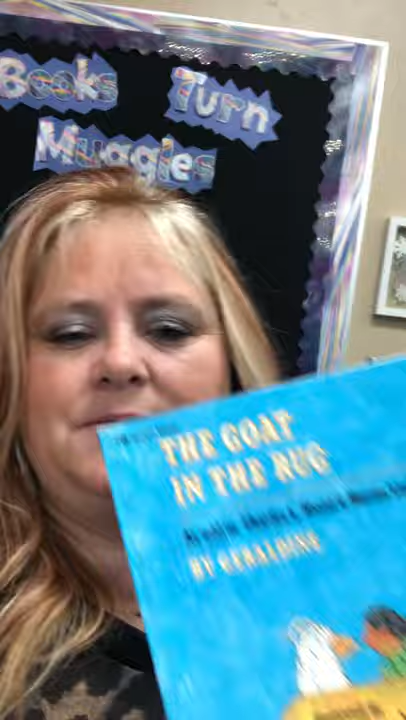 Books Turn
Muggles
THE GOAT
IN THE RUG
BY GERALDINE